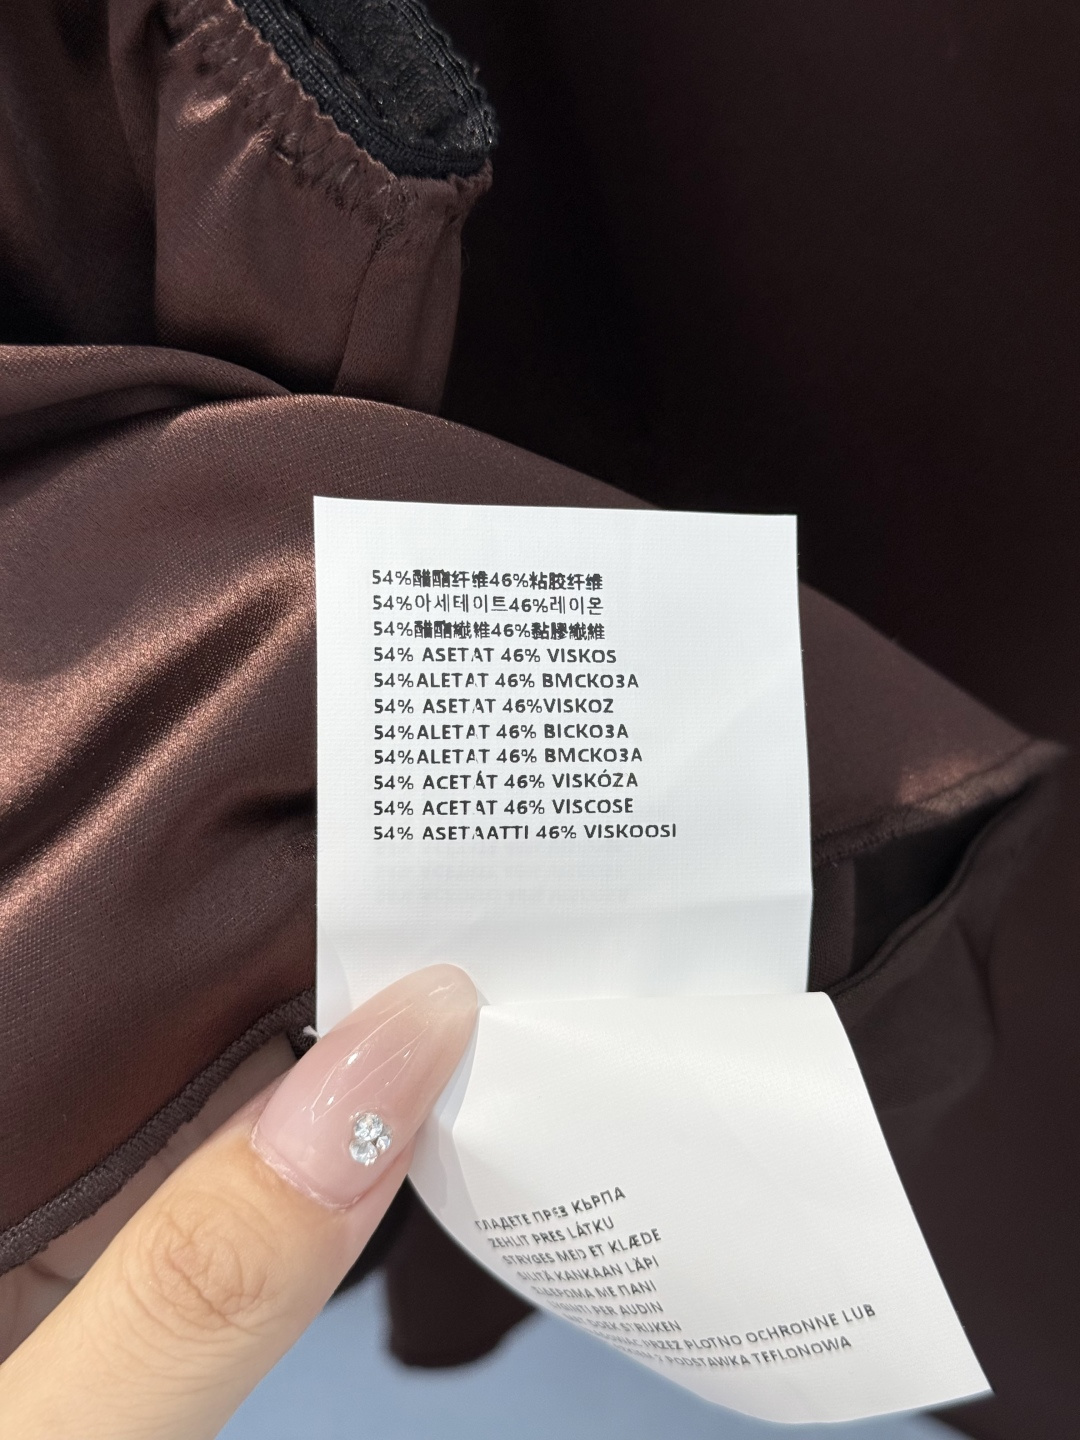 54%醋酯纤维46%粘胶纤维
54%아세테이트46%레이온
54%醋酯纖維46%黏膠纖維
54% ASETAT 46% VISKOS
54%ALETAT 46% BMCKO3A
54% ASETAT 46%VISKOZ
54%ALETAT 46% BICKO3A
54%ALETAT 46% BMCKO3A
54% ACETÁT 46% VISKÓZA
54% ACETAT 46% VISCOSE
54% ASETAATTI 46% VISKOOSI
ГЛАДЕТЕ ПРЕЗ КЬРПА
ŽEHLIT PRES LÁTKU
STRYGES MED ET KLÆDE
SILITÄ KANKAAN LÄPI
ΜΕ ΠΑΝΙ
PER AUDIN
DOEK STRIJKEN
PRZEZ PLOTNO OCHRONNE LUB
PODSTAWKA TEFLONOWA